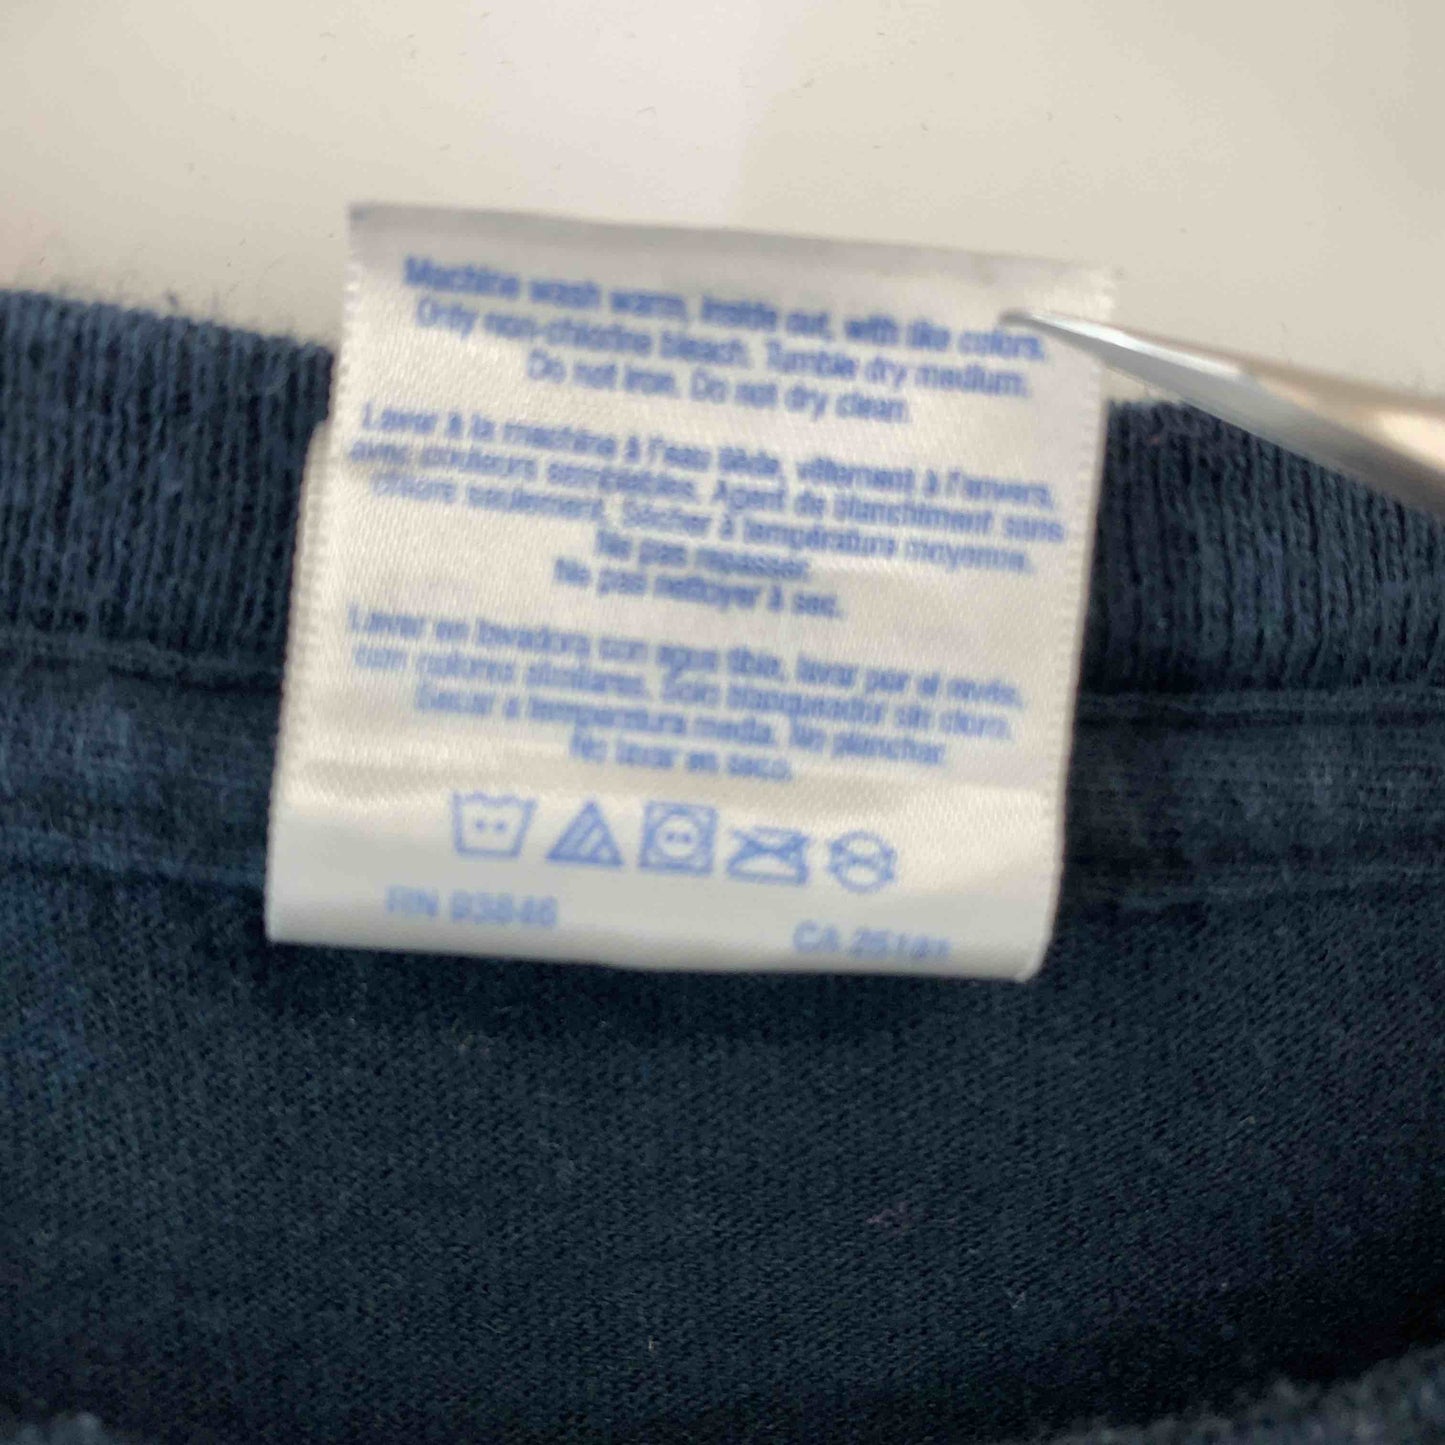 Machine wash warm, inside out, with like colors.
Only non-chlorine bleach. Tumble dry medium.
Do not iron. Do not dry clean.
Laver à la machine à l'eau tiède, vêtement à l'envers,
avec couleurs semblables. Agent de blanchiment sans
chlore seulement. Sécher à température moyenne.
Ne pas repasser.
Ne pas nettoyer à sec.
Lavar en lavadora con agua tibia, lavar por el revés,
con colores similares. Solo blanqueador sin cloro.
Secar a temperatura media. No planchar.
No lavar en seco.
RN 93846
CA